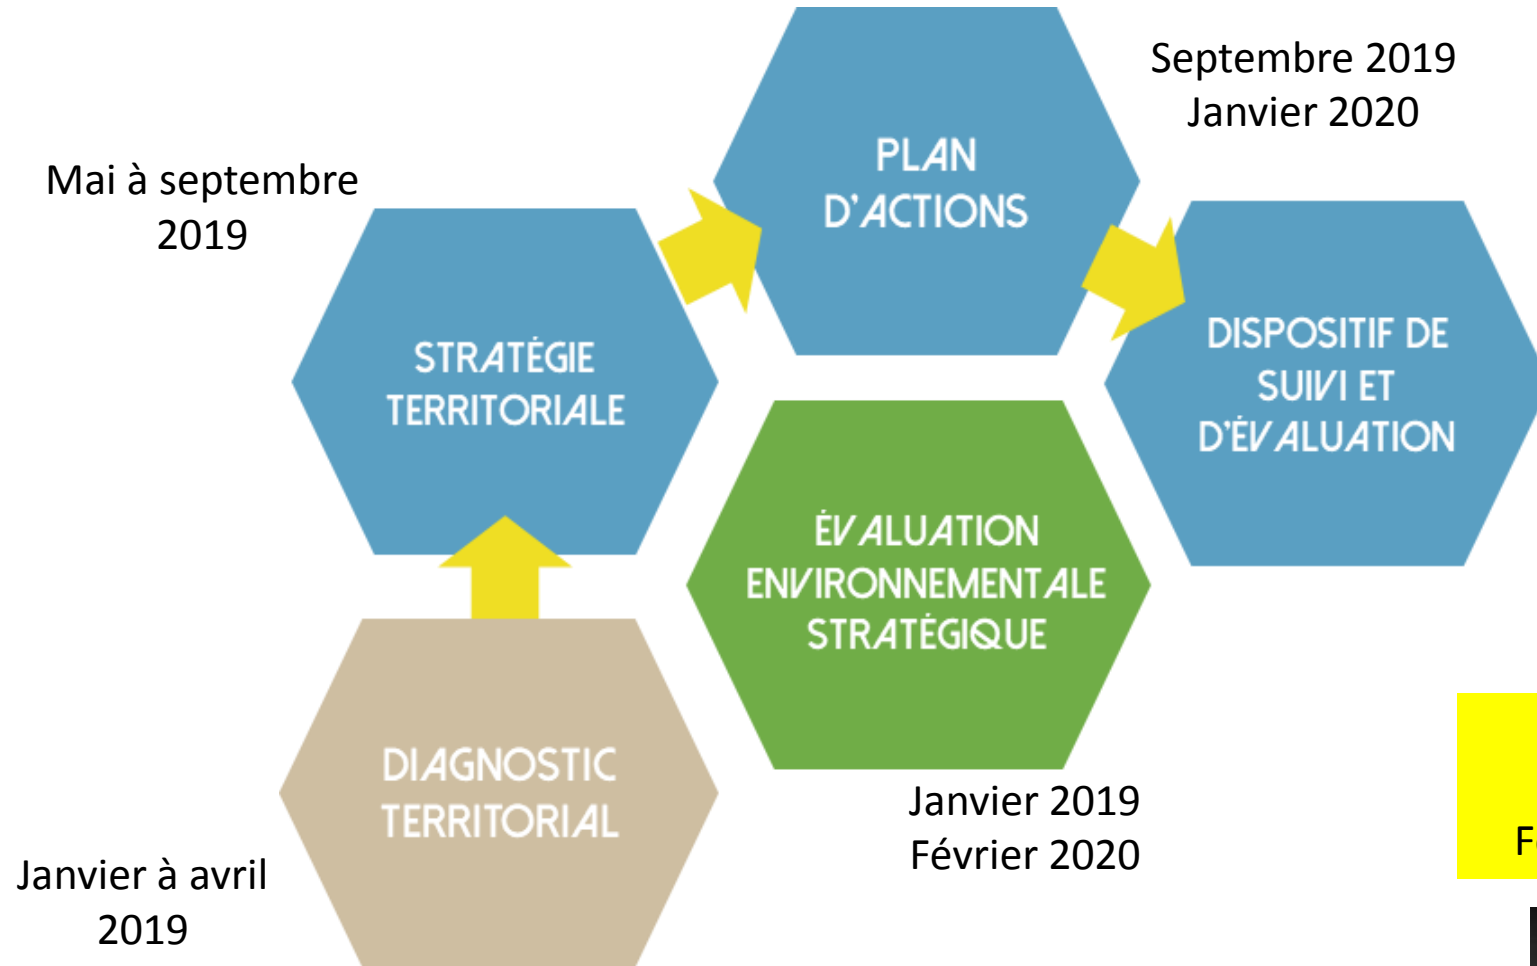 Septembre 2019
Janvier 2020
PLAN
D'ACTIONS
Mai à septembre
2019
STRATÉGIE
TERRITORIALE
DISPOSITIF DE
SUIVI ET
D'ÉVALUATION
ÉVALUATION
ENVIRONNEMENTALE
STRATÉGIQUE
DIAGNOSTIC
TERRITORIAL
Janvier 2019
Février 2020
Janvier à avril
2019